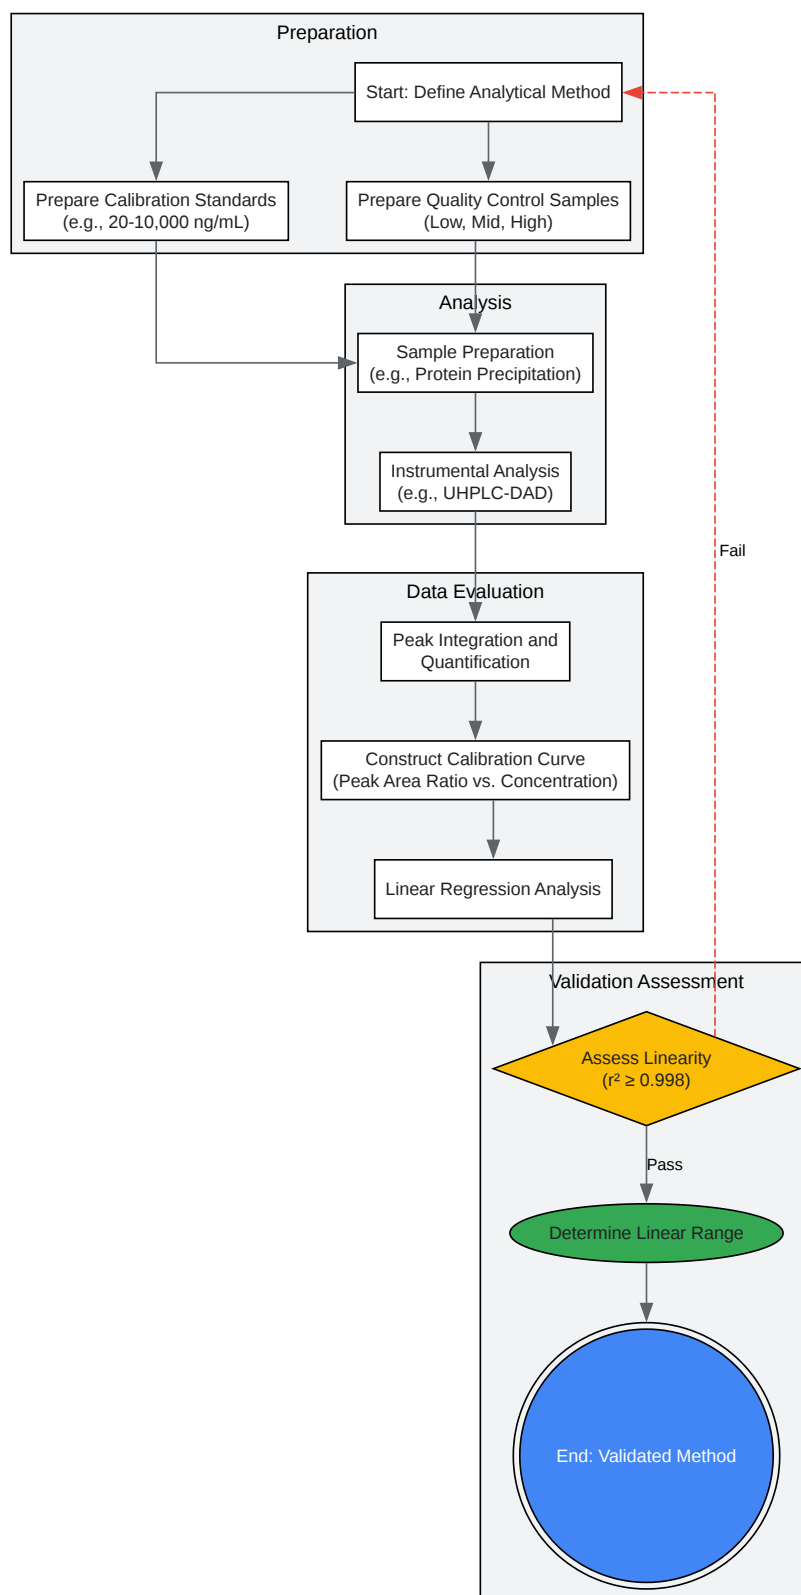 Preparation
Start: Define Analytical Method
Prepare Calibration Standards
(e.g., 20-10,000 ng/mL)
Prepare Quality Control Samples
(Low, Mid, High)
Analysis
Sample Preparation
(e.g., Protein Precipitation)
Instrumental Analysis
(e.g., UHPLC-DAD)
Fail
Data Evaluation
Peak Integration and
Quantification
Construct Calibration Curve
(Peak Area Ratio vs. Concentration)
Linear Regression Analysis
Validation Assessment
Assess Linearity
(r² ≥ 0.998)
Pass
Determine Linear Range
End: Validated Method